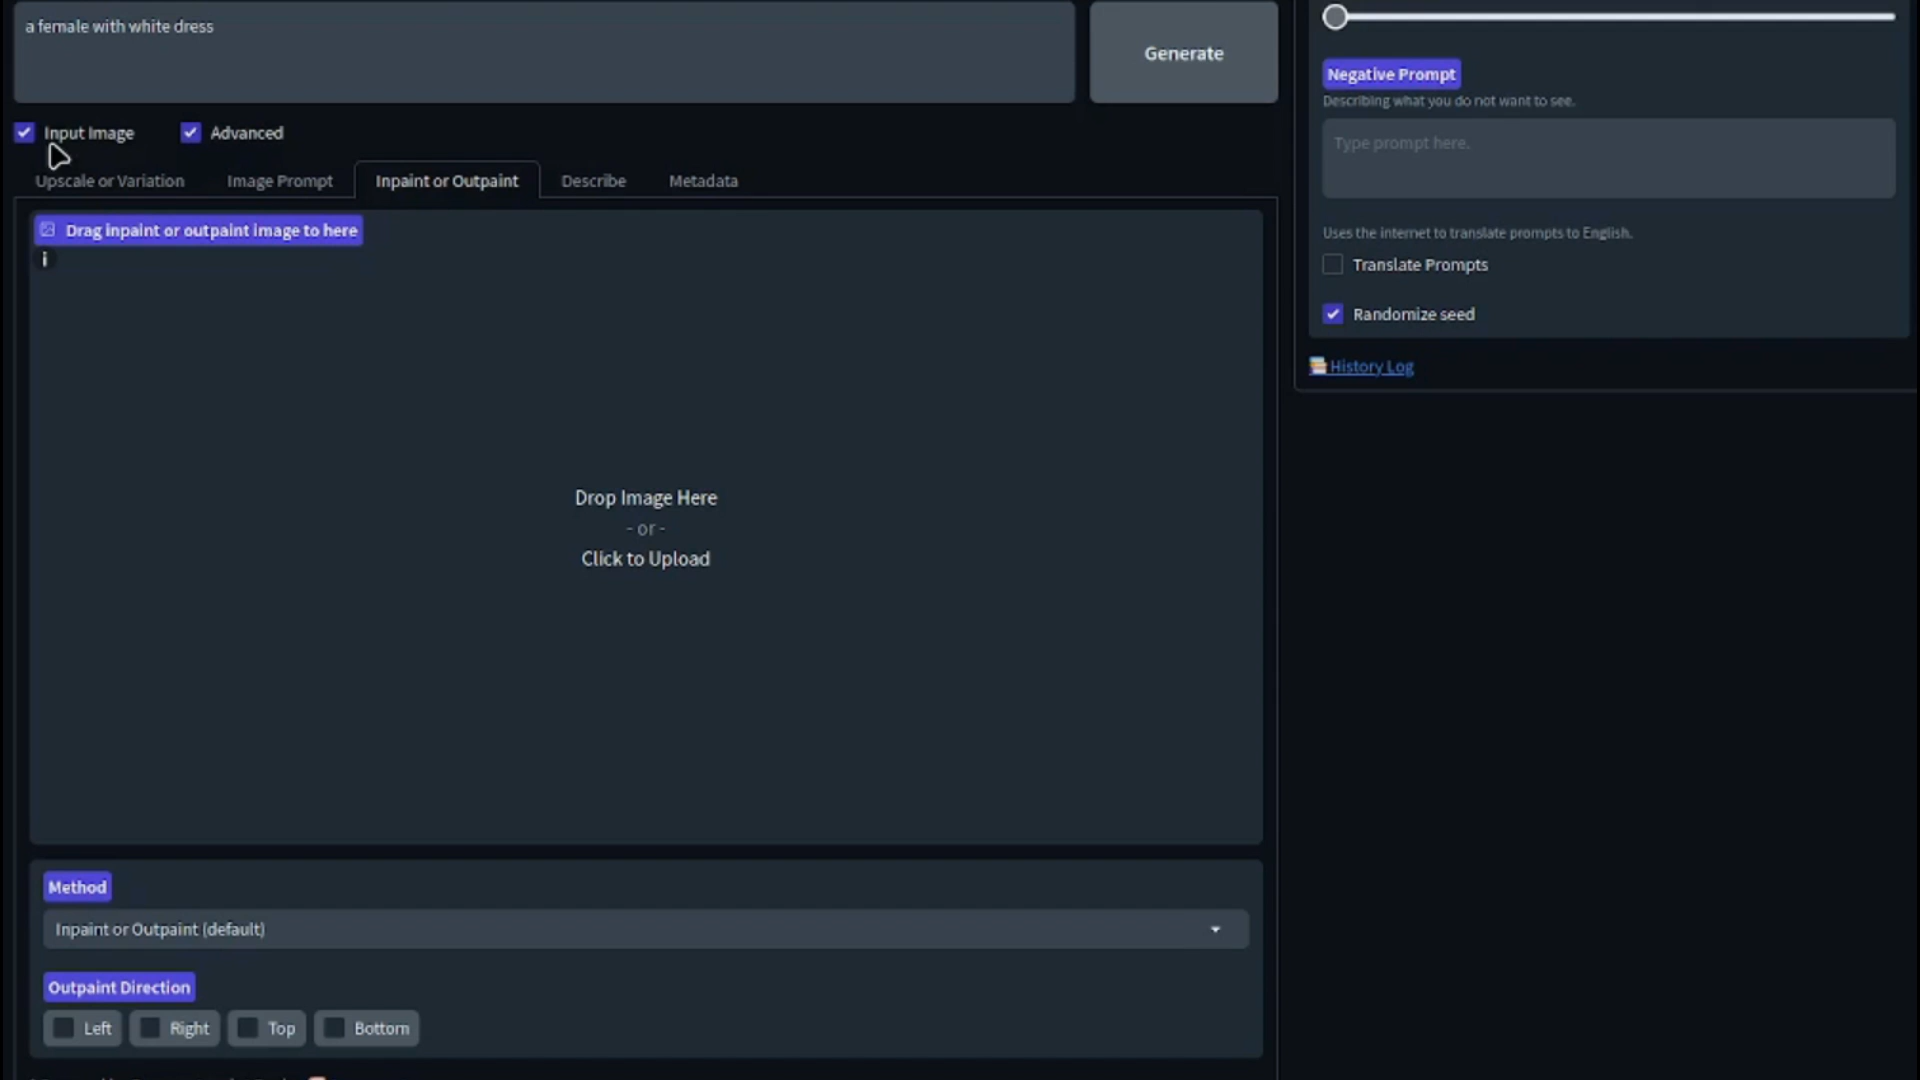 a female with white dress
Generate
Input Image
Advanced
Upscale or Variation
Image Prompt
Inpaint or Outpaint
Describe
Metadata
Drag inpaint or outpaint image to here
i
Drop Image Here
- or -
Click to Upload
Method
Inpaint or Outpaint (default)
Outpaint Direction
Left
Right
Top
Bottom
Negative Prompt
Describing what you do not want to see.
Type prompt here.
Uses the internet to translate prompts to English.
Translate Prompts
Randomize seed
History Log